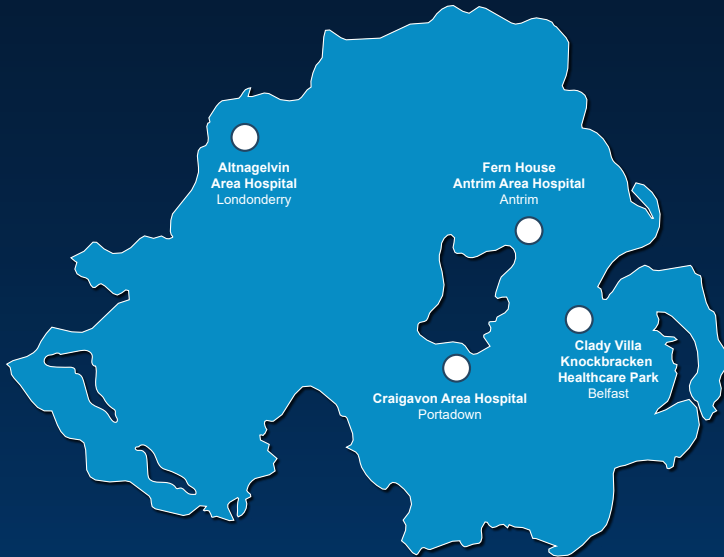 Altnagelvin
Area Hospital
Londonderry
Fern House
Antrim Area Hospital
Antrim
Clady Villa
Knockbracken
Healthcare Park
Belfast
Craigavon Area Hospital
Portadown